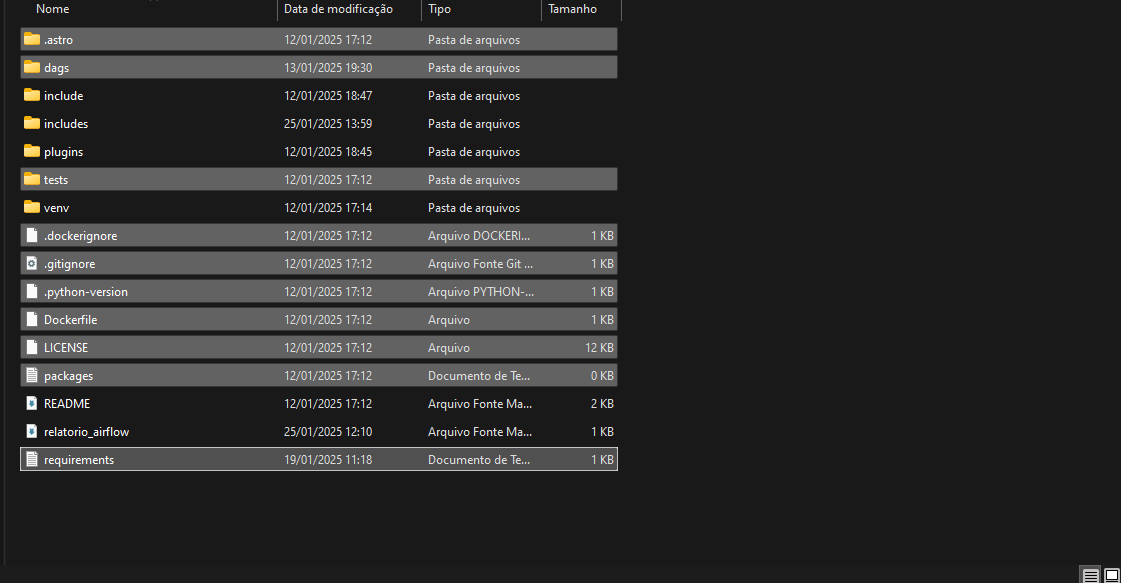 Nome Data de modificação Tipo Tamanho
.astro 12/01/2025 17:12 Pasta de arquivos
dags 13/01/2025 19:30 Pasta de arquivos
include 12/01/2025 18:47 Pasta de arquivos
includes 25/01/2025 13:59 Pasta de arquivos
plugins 12/01/2025 18:45 Pasta de arquivos
tests 12/01/2025 17:12 Pasta de arquivos
venv 12/01/2025 17:14 Pasta de arquivos
.dockerignore 12/01/2025 17:12 Arquivo DOCKERI... 1 KB
.gitignore 12/01/2025 17:12 Arquivo Fonte Git ... 1 KB
.python-version 12/01/2025 17:12 Arquivo PYTHON-... 1 KB
Dockerfile 12/01/2025 17:12 Arquivo 1 KB
LICENSE 12/01/2025 17:12 Arquivo 12 KB
packages 12/01/2025 17:12 Documento de Te... 0 KB
README 12/01/2025 17:12 Arquivo Fonte Ma... 2 KB
relatorio_airflow 25/01/2025 12:10 Arquivo Fonte Ma... 1 KB
requirements 19/01/2025 11:18 Documento de Te... 1 KB